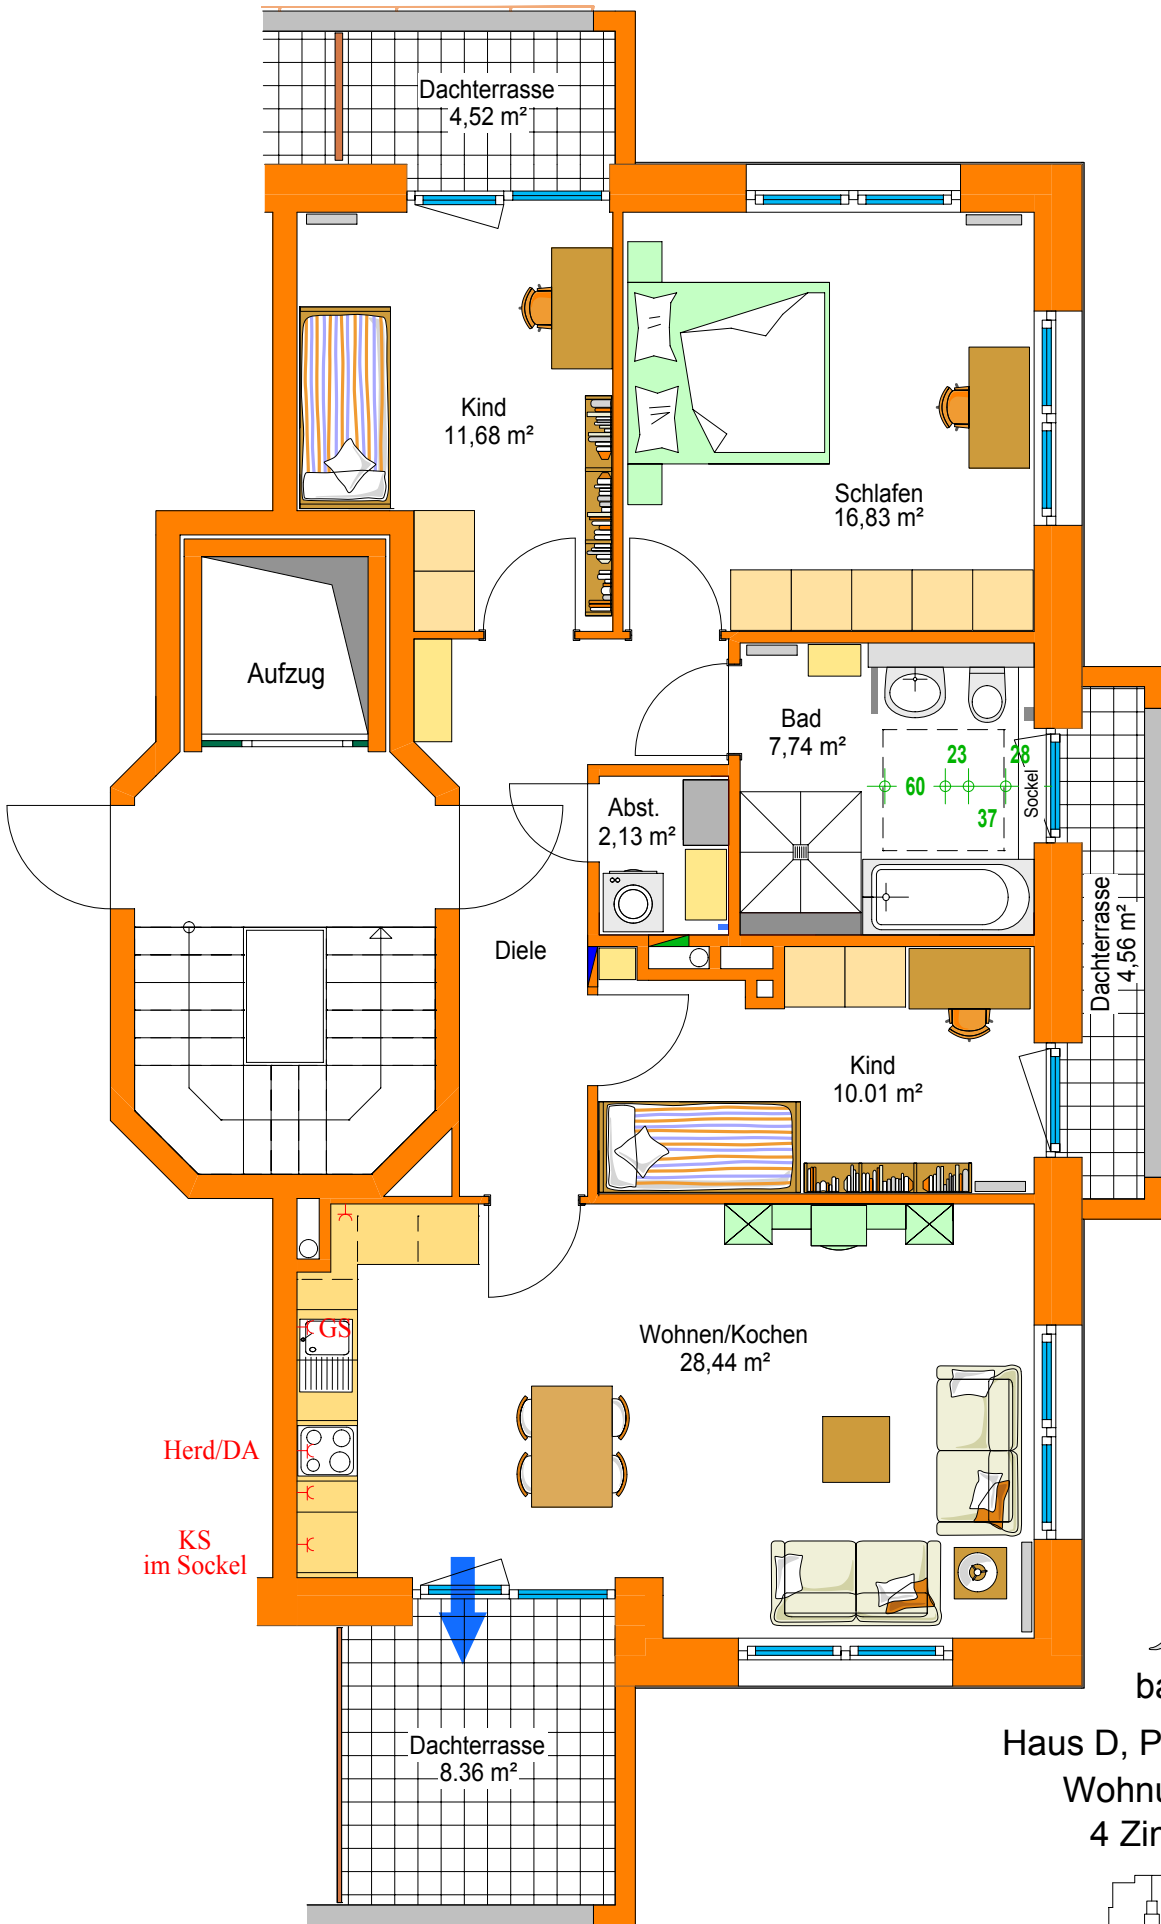 Dachterrasse
4,52 m²
Kind
11,68 m²
Schlafen
16,83 m²
Aufzug
Bad
7,74 m²
23
28
60
37
Sockel
Abst.
2,13 m²
Diele
Dachterrasse
4,56 m²
Kind
10.01 m²
GS
Wohnen/Kochen
28,44 m²
Herd/DA
KS
im Sockel
Dachterrasse
8.36 m²
Haus D,
4